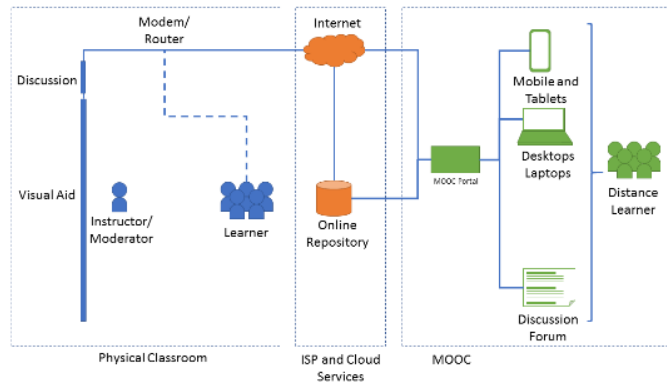 Modem/
Router
Internet
Discussion
Mobile and
Tablets
Visual Aid
MOOC Portal
Desktops
Laptops
Instructor/
Moderator
Learner
Online
Repository
Distance
Learner
Discussion
Forum
Physical Classroom
ISP and Cloud
Services
MOOC